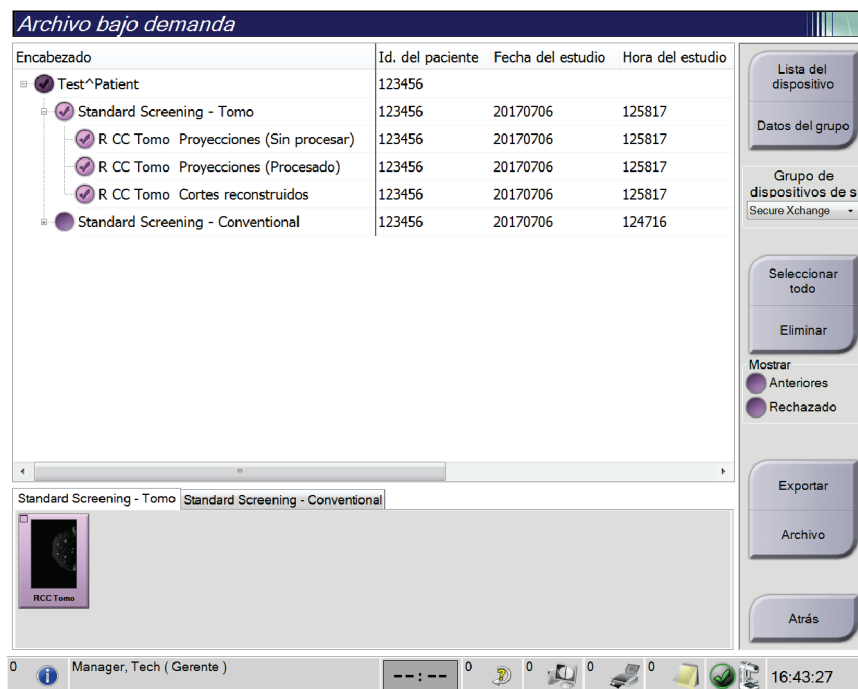 Archivo bajo demanda
Encabezado Id. del paciente Fecha del estudio Hora del estudio
Test^Patient 123456
Standard Screening - Tomo 123456 20170706 125817
R CC Tomo Proyecciones (Sin procesar) 123456 20170706 125817
R CC Tomo Proyecciones (Procesado) 123456 20170706 125817
R CC Tomo Cortes reconstruidos 123456 20170706 125817
Standard Screening - Conventional 123456 20170706 124716
Lista del
dispositivo
Datos del grupo
Grupo de
dispositivos de s
Secure Xchange
Seleccionar
todo
Eliminar
Mostrar
Anteriores
Rechazado
Exportar
Archivo
Atrás
Standard Screening - Tomo Standard Screening - Conventional
RCC Tomo
0 Manager, Tech ( Gerente ) --:-- 0 0 0 0 16:43:27